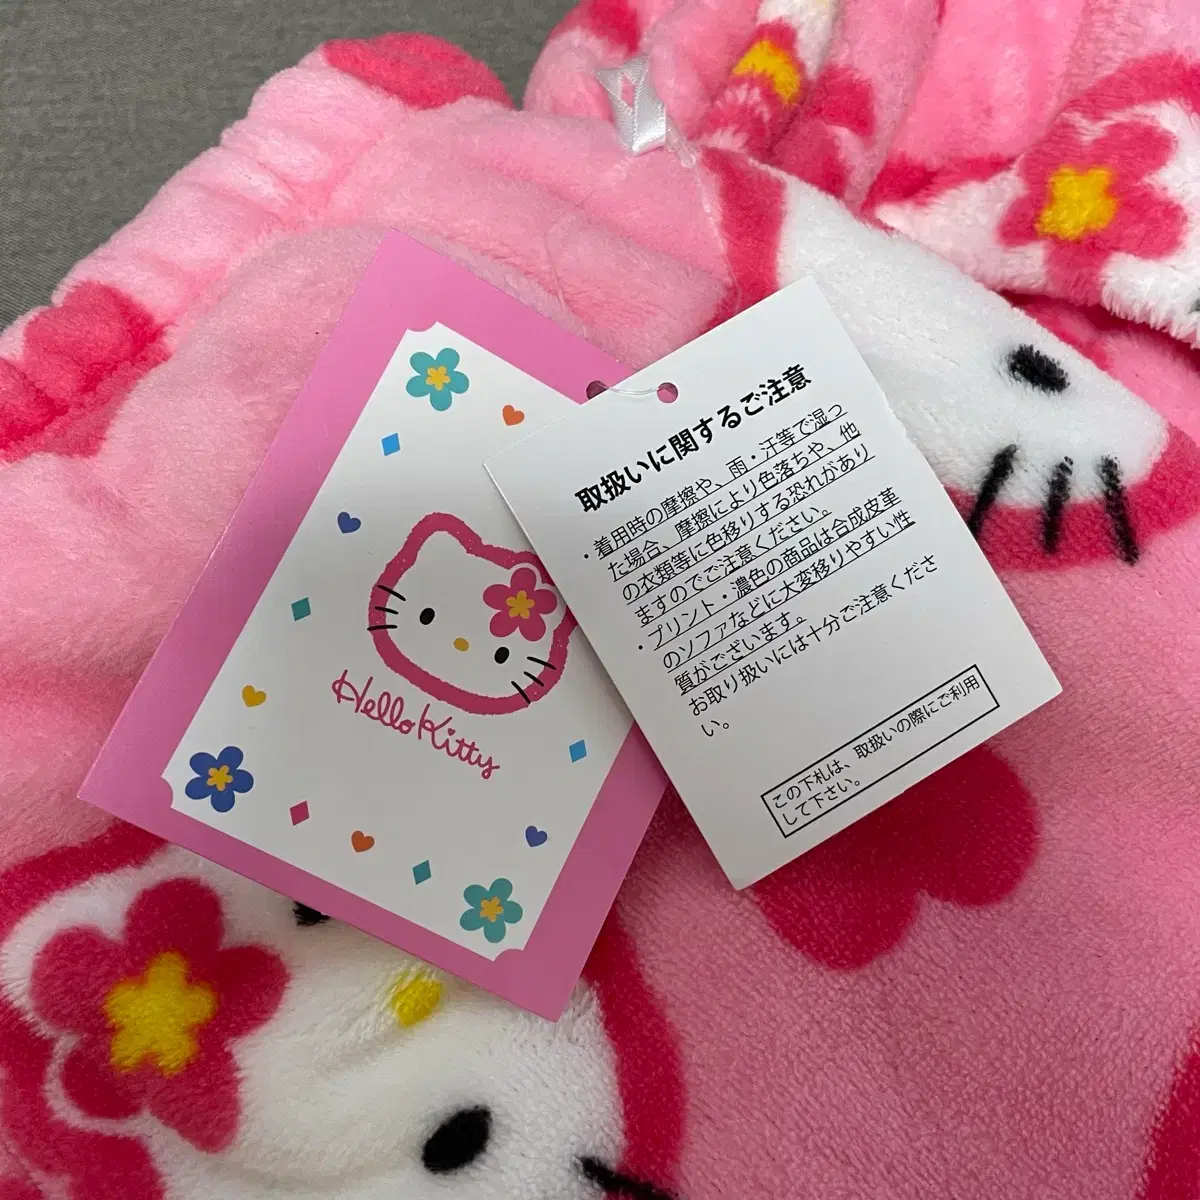 Hello Kitty
取扱いに関するご注意
・着用時の摩擦や、雨・汗等で湿っ
た場合、摩擦により色落ちや、他
の衣類等に色移りする恐れがあり
ますのでご注意ください。
・プリント・濃色の商品は合成皮革
のソファなどに大変移りやすい性
質がございます。
お取り扱いには十分ご注意くださ
い。
この下札は、取扱いの際にご利用
して下さい。